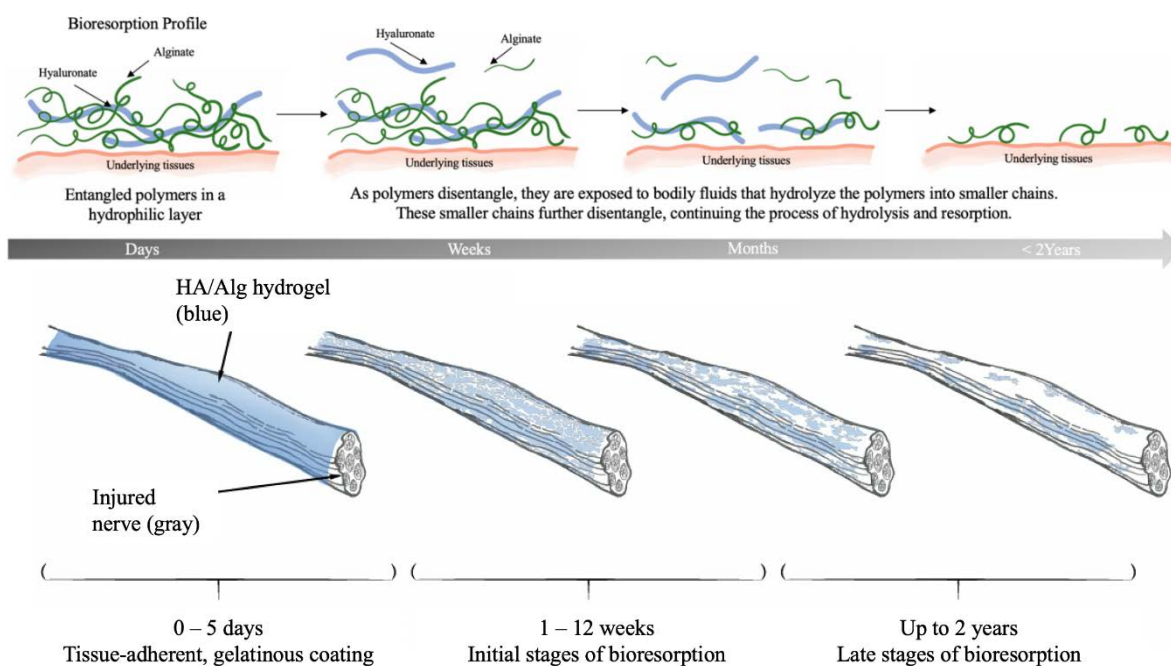 Bioresorption Profile
Alginate
Hyaluronate
Hyaluronate
Alginate
Underlying tissues
Underlying tissues
Underlying tissues
Underlying tissues
Entangled polymers in a
hydrophilic layer
As polymers disentangle, they are exposed to bodily fluids that hydrolyze the polymers into smaller chains.
These smaller chains further disentangle, continuing the process of hydrolysis and resorption.
Days
Weeks
Months
< 2Years
HA/Alg hydrogel
(blue)
Injured
nerve (gray)
0 – 5 days
Tissue-adherent, gelatinous coating
1 – 12 weeks
Initial stages of bioresorption
Up to 2 years
Late stages of bioresorption